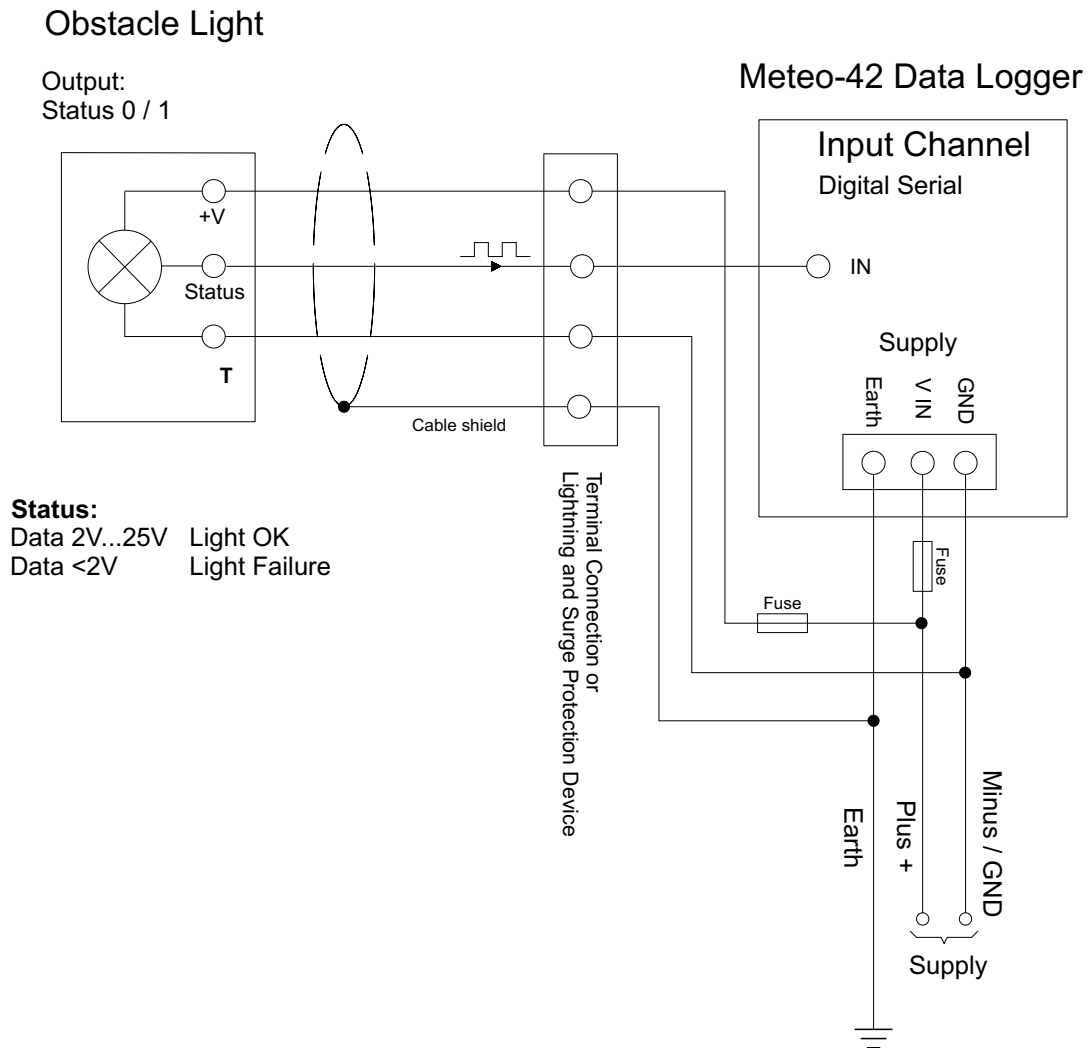 Obstacle Light
Output:
Status 0 / 1
Meteo-42 Data Logger
Input Channel
Digital Serial
+V
Status
T
IN
Supply
Earth
V IN
GND
Cable shield
Status:
Data 2V...25V Light OK
Data <2V Light Failure
Terminal Connection or
Lightning and Surge Protection Device
Fuse
Fuse
Earth
Plus +
Minus / GND
Supply